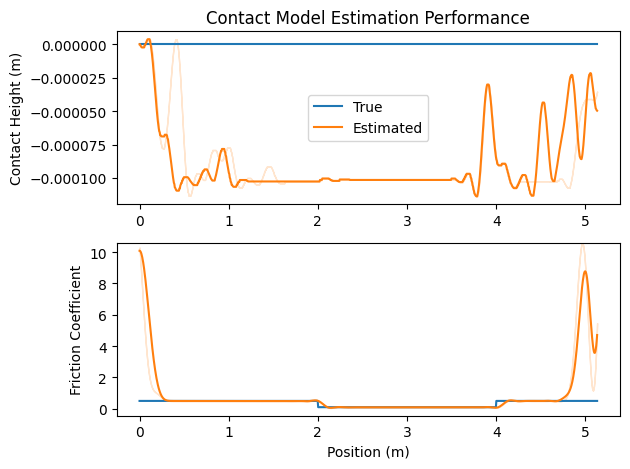 Contact Model Estimation Performance
Contact Height (m)
0.000000
−0.000025
−0.000050
−0.000075
−0.000100
True
Estimated
0 1 2 3 4 5
Friction Coefficient
10
8
6
4
2
0
0 1 2 3 4 5
Position (m)